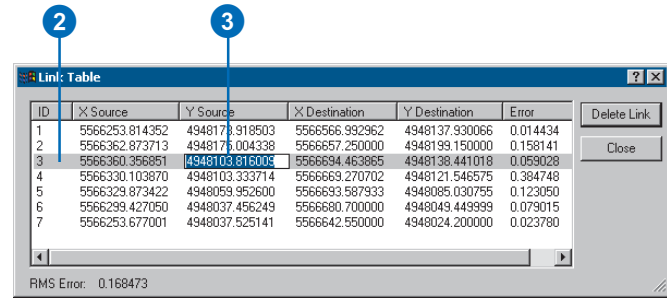 2 3
Link Table
ID X Source Y Source X Destination Y Destination Error
1 5566253.814352 4948173.918503 5566566.992962 4948137.930066 0.014434
2 5566362.873713 4948175.004338 5566657.250000 4948199.150000 0.158141
3 5566360.356851 4948103.816009 5566694.463865 4948138.441018 0.059028
4 5566330.103870 4948103.333714 5566669.270702 4948121.546575 0.384748
5 5566329.873422 4948059.952600 5566693.587933 4948085.030755 0.123050
6 5566299.427050 4948037.456249 5566680.700000 4948049.449999 0.079015
7 5566253.677001 4948037.525141 5566642.550000 4948024.200000 0.023780
Delete Link
Close
RMS Error: 0.168473